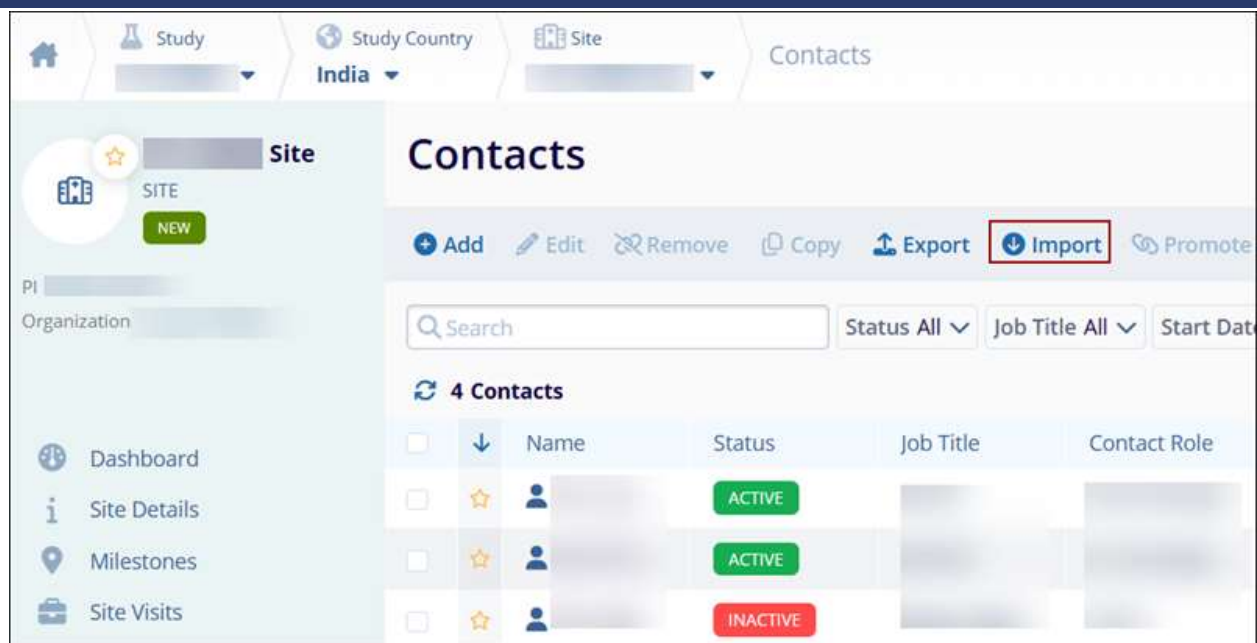 Study
Study Country
Site
India
Contacts
Site
SITE
NEW
PI
Organization
Dashboard
Site Details
Milestones
Site Visits
Contacts
Add Edit Remove Copy Export Import Promote
Search Status All Job Title All Start Date
4 Contacts
Name Status Job Title Contact Role
ACTIVE
ACTIVE
INACTIVE